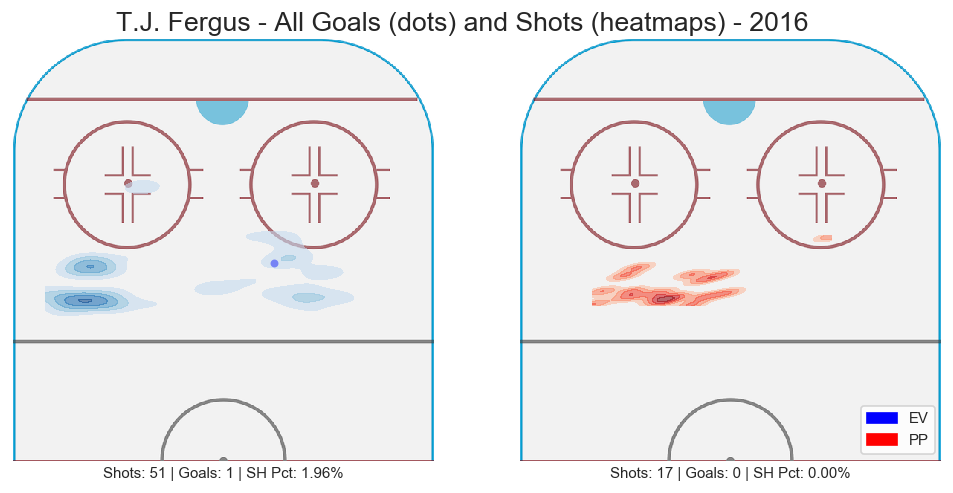 T.J. Fergus - All Goals (dots) and Shots (heatmaps) - 2016
EV
PP
Shots: 51 | Goals: 1 | SH Pct: 1.96%
Shots: 17 | Goals: 0 | SH Pct: 0.00%